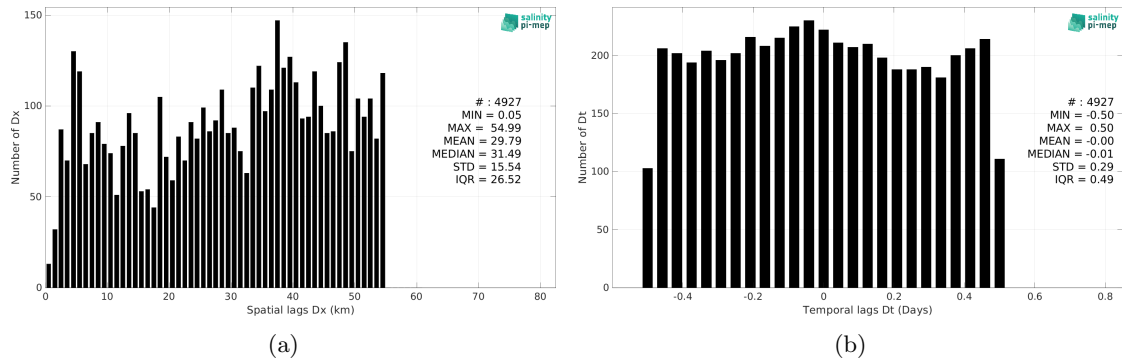 (a)
salinity
pi-mep
150
100
50
0
Number of Dx
# : 4927
MIN = 0.05
MAX = 54.99
MEAN = 29.79
MEDIAN = 31.49
STD = 15.54
IQR = 26.52
0 10 20 30 40 50 60 70 80
Spatial lags Dx (km)
(b)
salinity
pi-mep
200
150
100
50
0
Number of Dt
# : 4927
MIN = -0.50
MAX = 0.50
MEAN = -0.00
MEDIAN = -0.01
STD = 0.29
IQR = 0.49
-0.4 -0.2 0 0.2 0.4 0.6 0.8
Temporal lags Dt (Days)